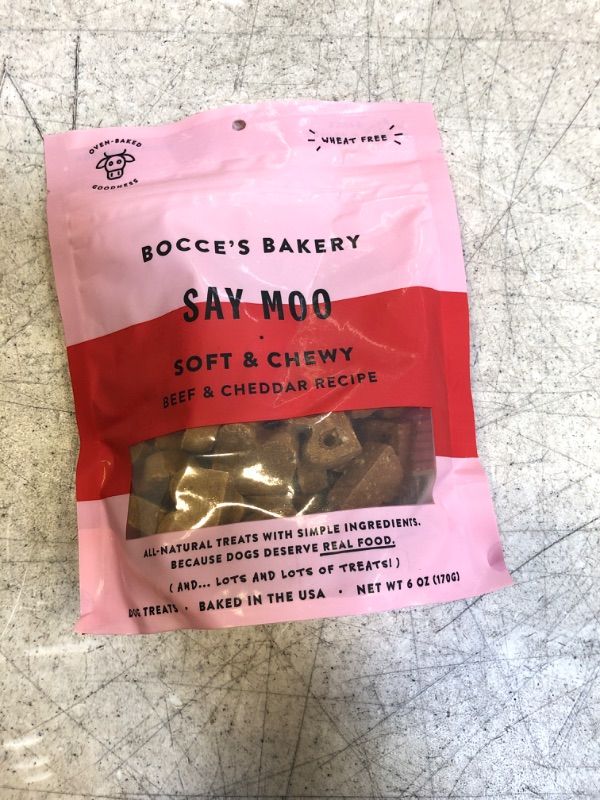 OVEN-BAKED
GOODNESS
WHEAT FREE
BOCCE'S BAKERY
SAY MOO
SOFT & CHEWY
BEEF & CHEDDAR RECIPE
ALL-NATURAL TREATS WITH SIMPLE INGREDIENTS.
BECAUSE DOGS DESERVE REAL FOOD.
(AND... LOTS AND LOTS OF TREATS!)
DOG TREATS • BAKED IN THE USA • NET WT 6 OZ (170G)